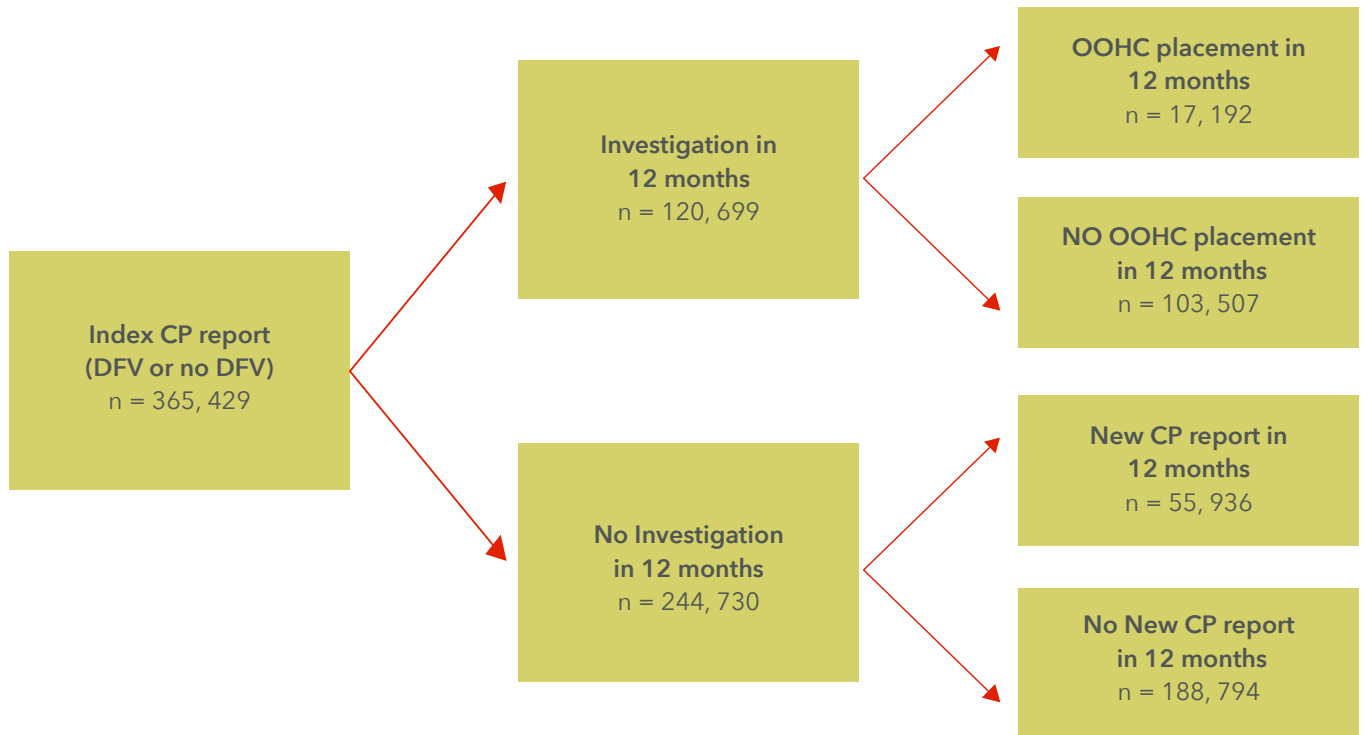 Index CP report
(DFV or no DFV)
n = 365, 429
Investigation in
12 months
n = 120, 699
No Investigation
in 12 months
n = 244, 730
OOHC placement in
12 months
n = 17, 192
NO OOHC placement
in 12 months
n = 103, 507
New CP report in
12 months
n = 55, 936
No New CP report
in 12 months
n = 188, 794